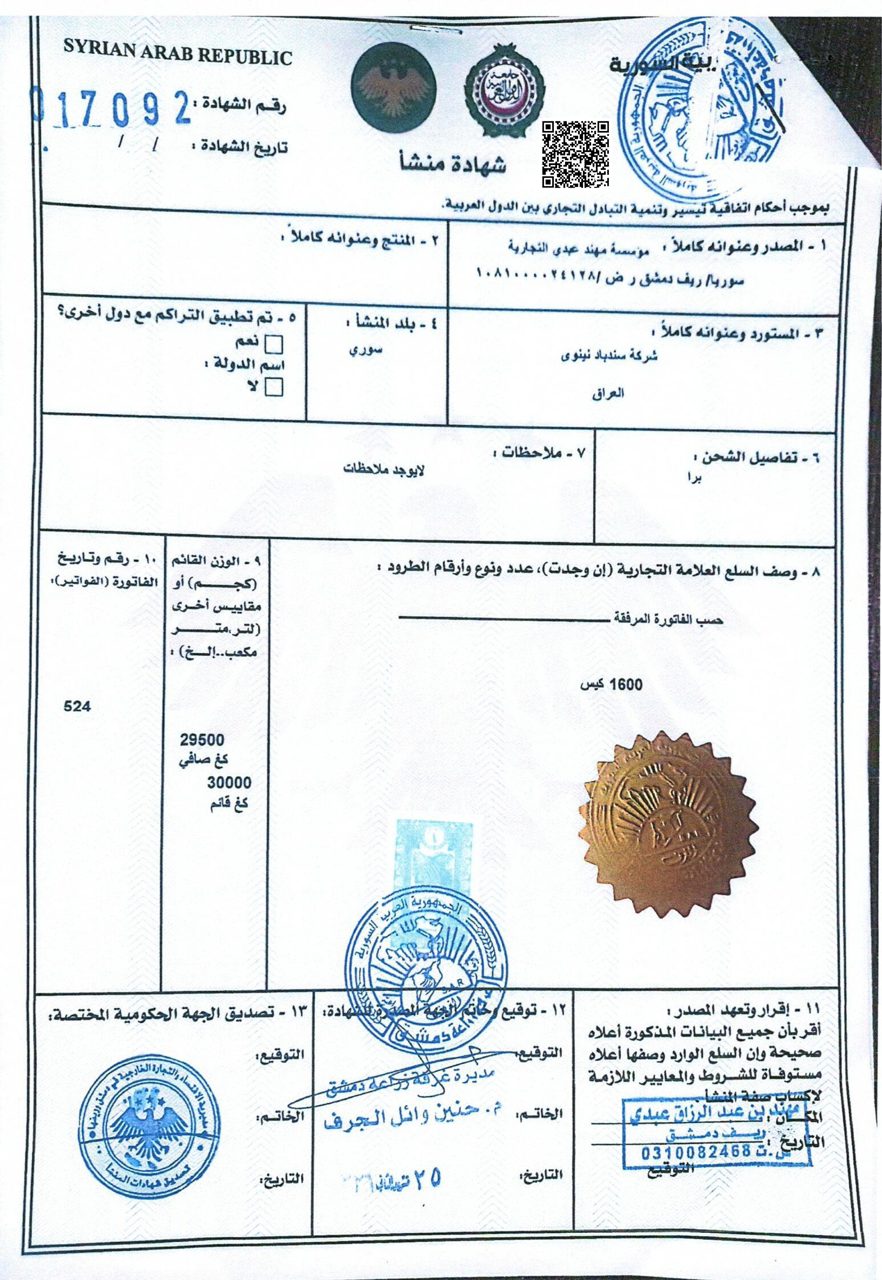 SYRIAN ARAB REPUBLIC
رقم الشهادة :
017092
تاريخ الشهادة : / /
شهادة منشأ
بموجب أحكام اتفاقية تيسير وتنمية التبادل التجاري بين الدول العربية.
١ - المصدر وعنوانه كاملاً : مؤسسة مهند عبدي التجارية
سوريا/ ريف دمشق ر ض /١٠٨١٠٠٠٠٢٤١٢٨
٢ - المنتج وعنوانه كاملاً :
٣ - المستورد وعنوانه كاملاً :
شركة سندباد نينوى
العراق
٤ - بلد المنشأ :
سوري
٥ - تم تطبيق التراكم مع دول أخرى؟
نعم
اسم الدولة :
لا
٦ - تفاصيل الشحن :
برا
٧ - ملاحظات :
لايوجد ملاحظات
٨ - وصف السلع العلامة التجارية (إن وجدت)، عدد ونوع وأرقام الطرود :
حسب الفاتورة المرفقة
1600 كيس
٩ - الوزن القائم
(كجم) أو
مقاييس أخرى
(لتر،متر
مكعب..إلخ) :
29500
كغ صافي
30000
كغ قائم
١٠ - رقم وتاريخ
الفاتورة (الفواتير):
524
١١ - إقرار وتعهد المصدر :
أقر بأن جميع البيانات المذكورة أعلاه
صحيحة وإن السلع الوارد وصفها أعلاه
مستوفاة للشروط والمعايير اللازمة
لإكساب صفة المنشأ.
مهند بن عبد الرزاق عبدي
ريف دمشق
التاريخ :
س.ت 0310082468
التوقيع
١٢ - توقيع وخاتم الجهة المصدرة للشهادة:
الجمهورية العربية السورية
التوقيع:
مديرة غرفة زراعة دمشق
الخاتم:
م. حنين وائل الجرف
التاريخ:
٢٥
١٣ - تصديق الجهة الحكومية المختصة:
التوقيع:
الخاتم:
التاريخ:
تصديق شهادات المنشأ